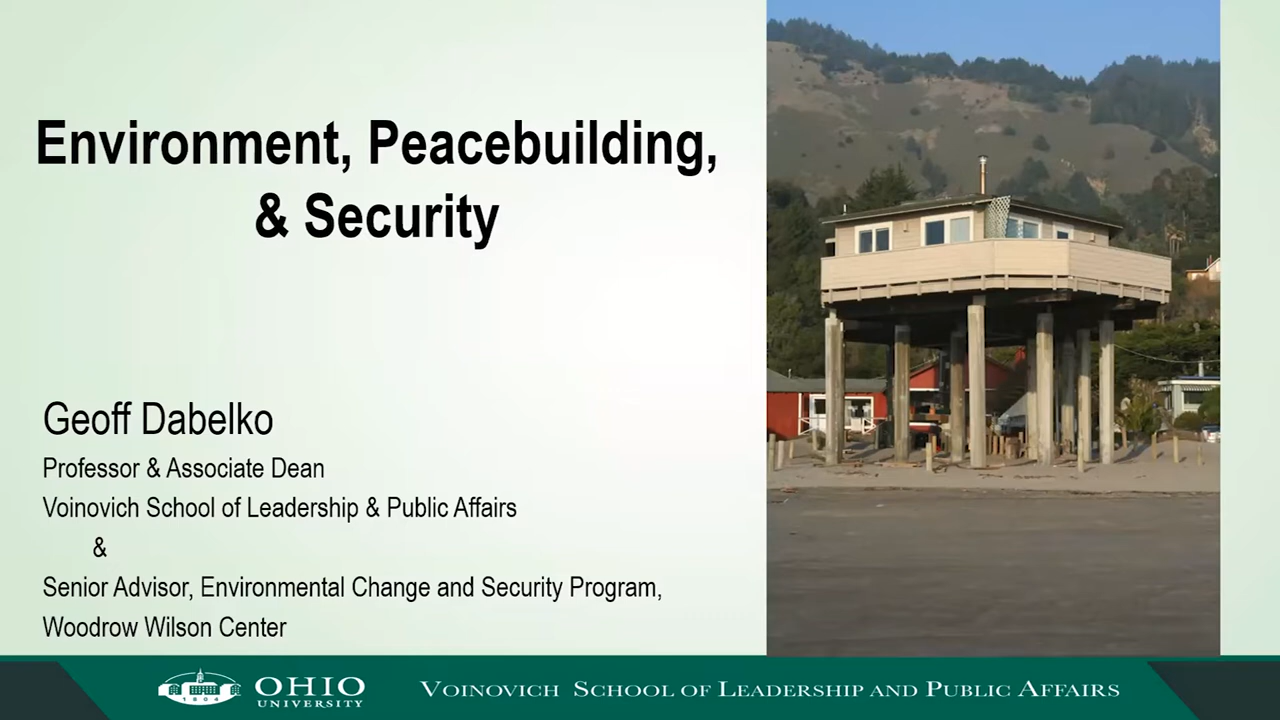 Environment, Peacebuilding,
& Security
Geoff Dabelko
Professor & Associate Dean
Voinovich School of Leadership & Public Affairs
&
Senior Advisor, Environmental Change and Security Program,
Woodrow Wilson Center
1804
OHIO
UNIVERSITY
VOINOVICH SCHOOL OF LEADERSHIP AND PUBLIC AFFAIRS